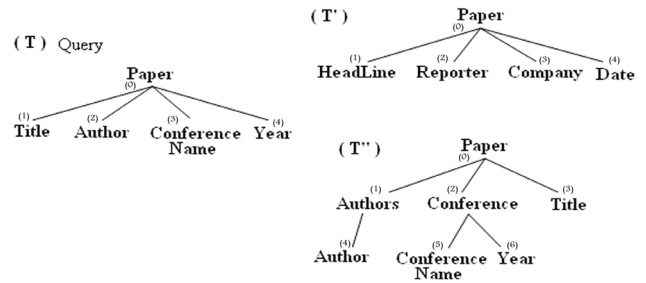 ( T ) Query
Paper
(0)
(1) (2) (3) (4)
Title Author Conference Year
Name
( T' ) Paper
(0)
(1) (2) (3) (4)
HeadLine Reporter Company Date
( T'' ) Paper
(0)
(1) (2) (3)
Authors Conference Title
(4) (5) (6)
Author Conference Year
Name